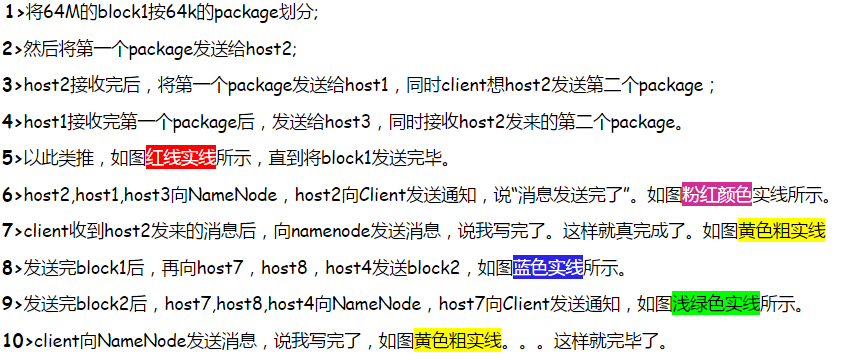 1>将64M的block1按64k的package划分;
2>然后将第一个package发送给host2;
3>host2接收完后，将第一个package发送给host1，同时client想host2发送第二个package；
4>host1接收完第一个package后，发送给host3，同时接收host2发来的第二个package。
5>以此类推，如图红线实线所示，直到将block1发送完毕。
6>host2,host1,host3向NameNode，host2向Client发送通知，说“消息发送完了”。如图粉红颜色实线所示。
7>client收到host2发来的消息后，向namenode发送消息，说我写完了。这样就真完成了。如图黄色粗实线
8>发送完block1后，再向host7，host8，host4发送block2，如图蓝色实线所示。
9>发送完block2后，host7,host8,host4向NameNode，host7向Client发送通知，如图浅绿色实线所示。
10>client向NameNode发送消息，说我写完了，如图黄色粗实线。。。这样就完毕了。